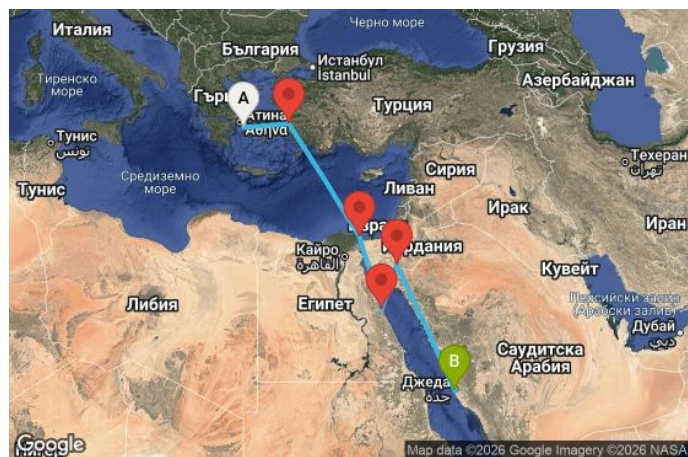 Италия
Черно море
Грузия
България
Истанбул
İstanbul
Азербайджан
Тиренско
море
A
Атина
Αθήνα
Турция
Тунис
تونس
Техеран
تهران
Средиземно
море
Сирия
Ливан
Тунис
Ирак
Иран
Кайро
القاهرة
Кувейт
Либия
Египет
Персийски залив
(Арабски залив)
Дубай
دبي
B
Саудитска
Арабия
Джеда
جدة
Google
Map data ©2026 Google Imagery ©2026 NASA